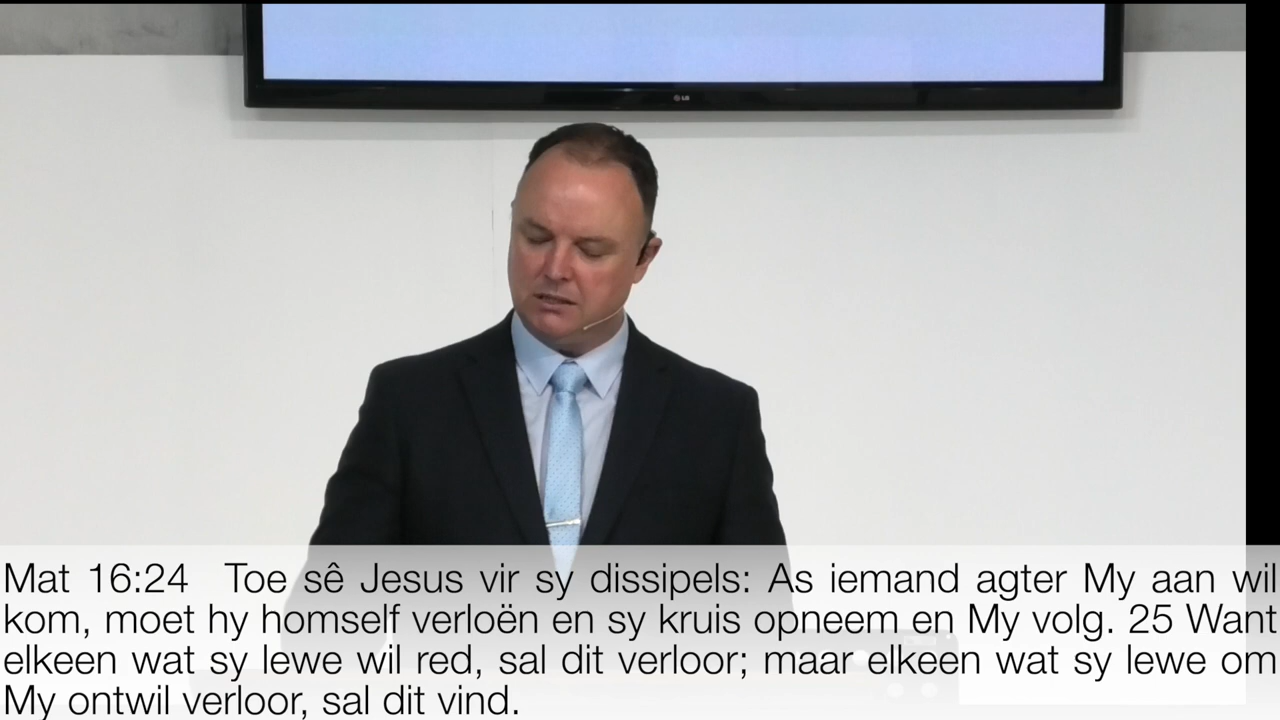 LG
Mat 16:24 Toe sê Jesus vir sy dissipels: As iemand agter My aan wil
kom, moet hy homself verloën en sy kruis opneem en My volg. 25 Want
elkeen wat sy lewe wil red, sal dit verloor; maar elkeen wat sy lewe om
My ontwil verloor, sal dit vind.